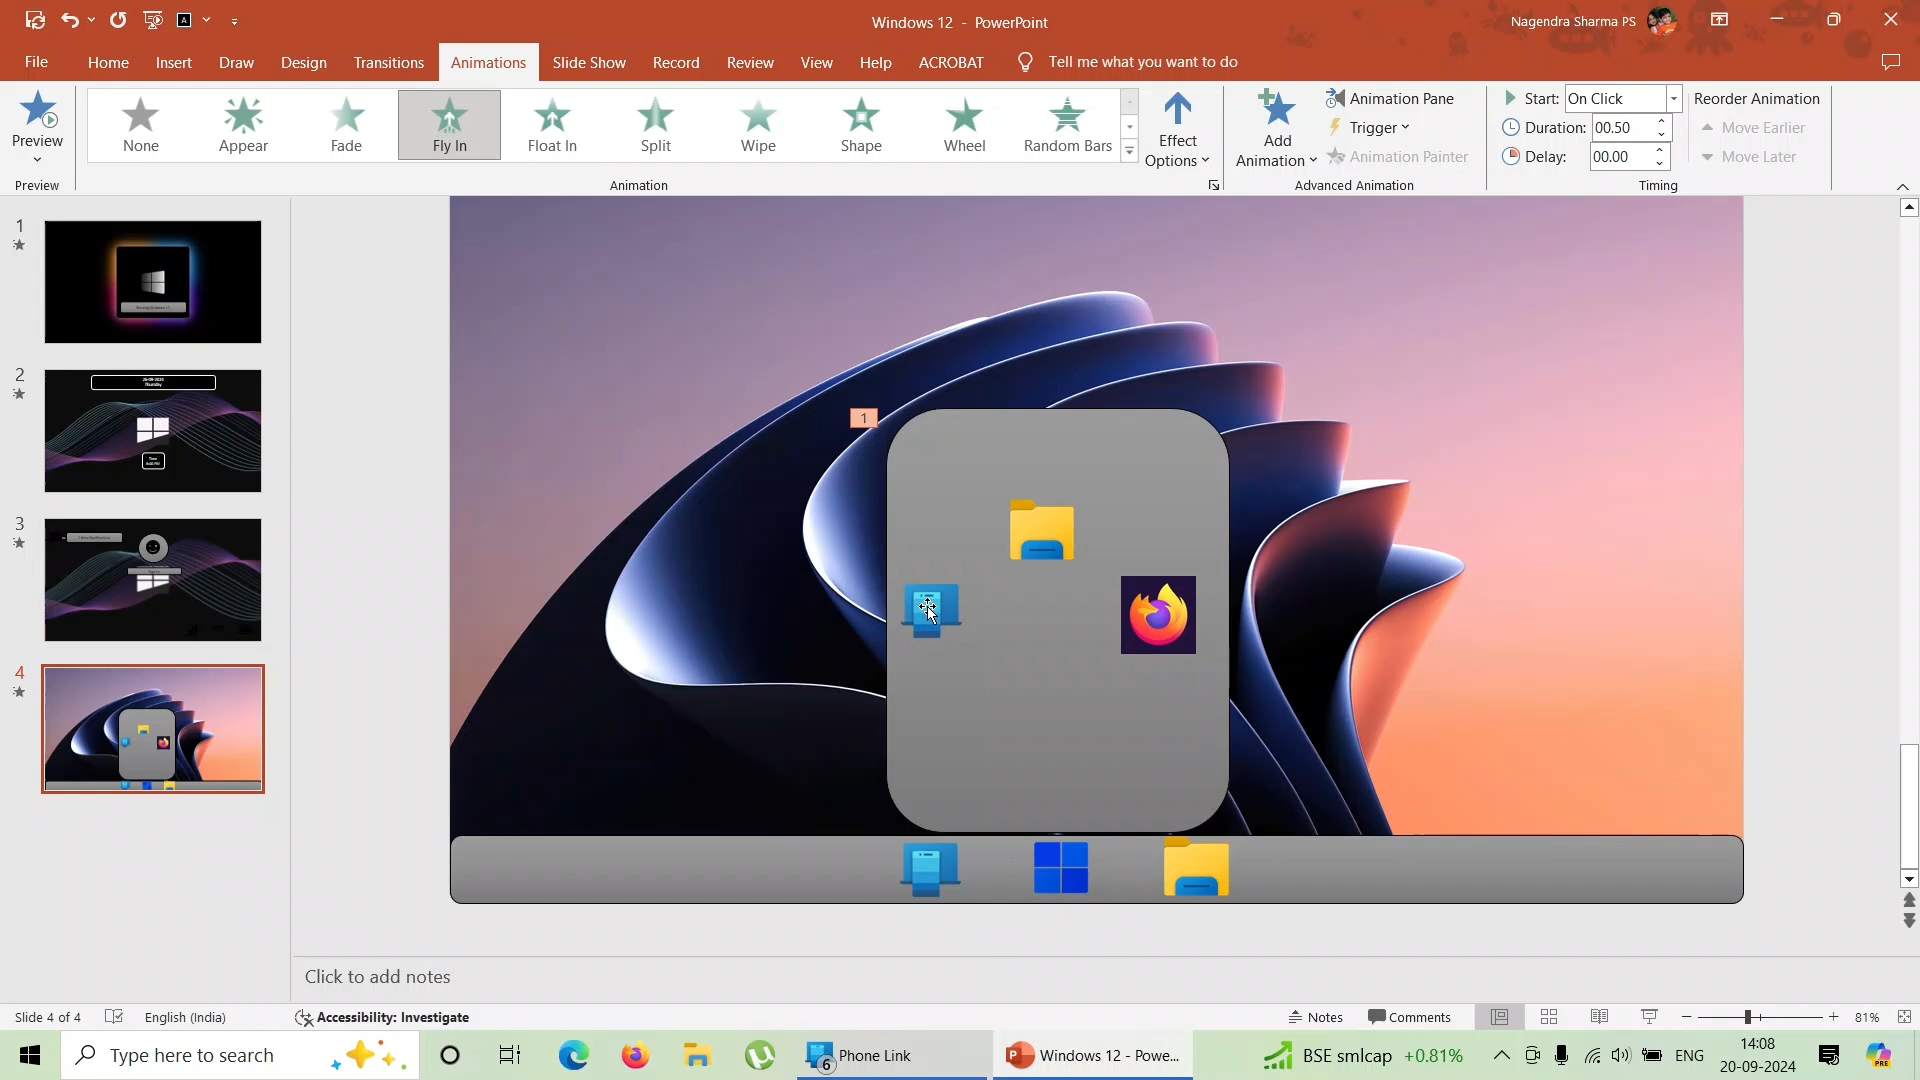 Windows 12 - PowerPoint
Nagendra Sharma PS
File
Home
Insert
Draw
Design
Transitions
Animations
Slide Show
Record
Review
View
Help
ACROBAT
Tell me what you want to do
Preview
None
Appear
Fade
Fly In
Float In
Split
Wipe
Shape
Wheel
Random Bars
Effect
Options
Add
Animation
Animation Pane
Trigger
Animation Painter
Start: On Click
Duration: 00.50
Delay: 00.00
Reorder Animation
Move Earlier
Move Later
Preview
Animation
Advanced Animation
Timing
1
2
3
4
1
Click to add notes
Slide 4 of 4
English (India)
Accessibility: Investigate
Notes
Comments
81%
Type here to search
6
Phone Link
Windows 12 - Powe...
BSE smlcap +0.81%
ENG
14:08
20-09-2024
PRE